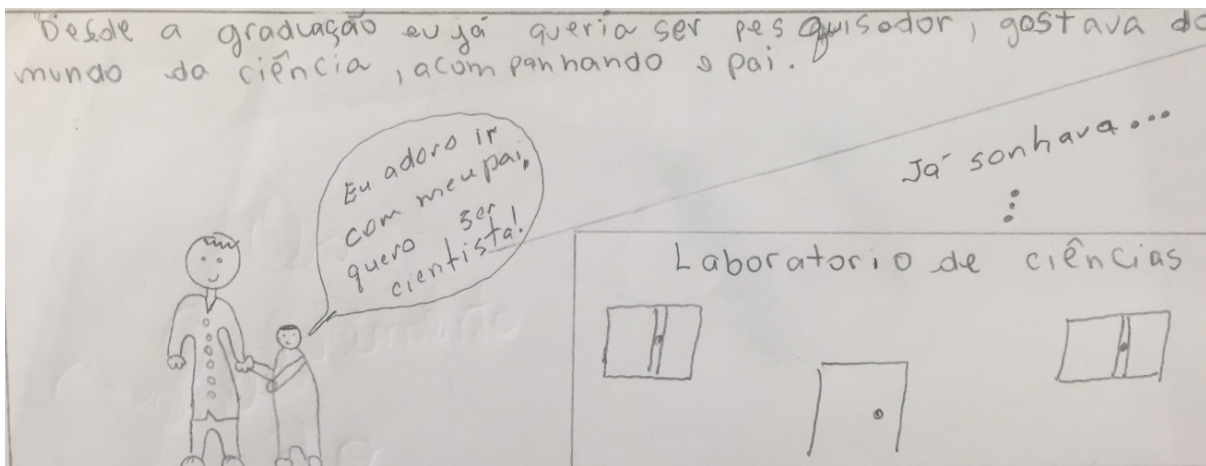 Desde a graduação eu já queria ser pesquisador, gostava do
mundo da ciência, acompanhando o pai.
Eu adoro ir
com meu pai,
quero ser
cientista!
Já sonhava...
Laboratorio de ciências